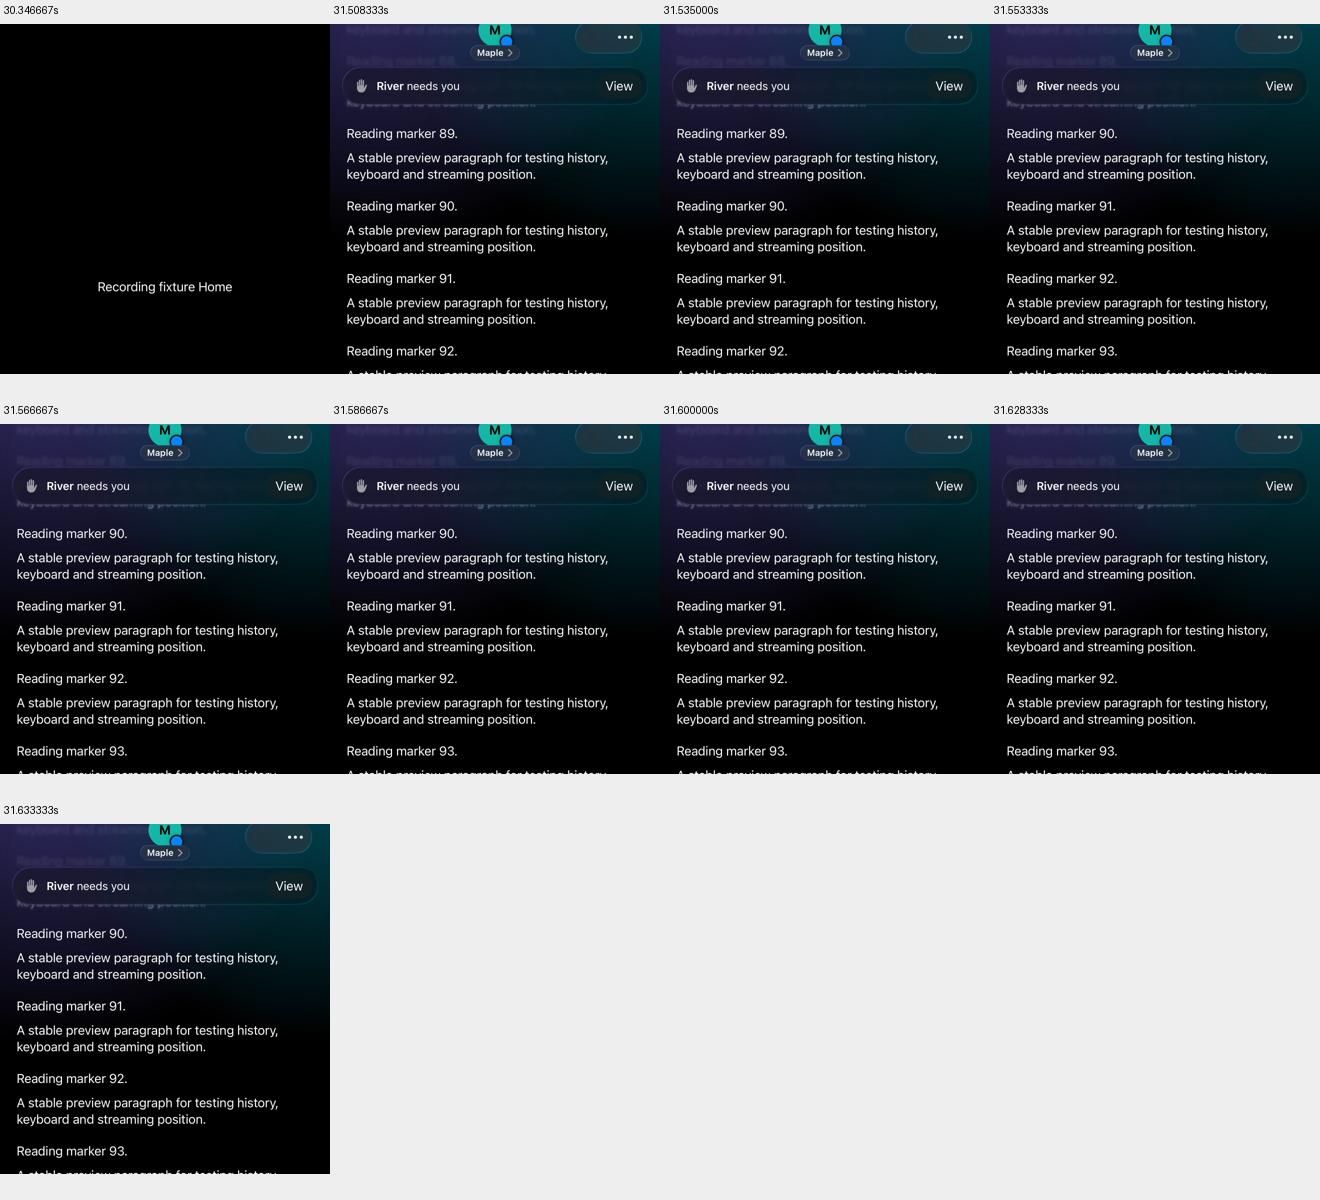 30.346667s
31.508333s
31.535000s
31.553333s
Recording fixture Home
M
Maple >
River needs you
View
Reading marker 89.
A stable preview paragraph for testing history,
keyboard and streaming position.
Reading marker 90.
A stable preview paragraph for testing history,
keyboard and streaming position.
Reading marker 91.
A stable preview paragraph for testing history,
keyboard and streaming position.
Reading marker 92.
M
Maple >
River needs you
View
Reading marker 89.
A stable preview paragraph for testing history,
keyboard and streaming position.
Reading marker 90.
A stable preview paragraph for testing history,
keyboard and streaming position.
Reading marker 91.
A stable preview paragraph for testing history,
keyboard and streaming position.
Reading marker 92.
M
Maple >
River needs you
View
Reading marker 90.
A stable preview paragraph for testing history,
keyboard and streaming position.
Reading marker 91.
A stable preview paragraph for testing history,
keyboard and streaming position.
Reading marker 92.
A stable preview paragraph for testing history,
keyboard and streaming position.
Reading marker 93.
31.566667s
31.586667s
31.600000s
31.628333s
M
Maple >
River needs you
View
Reading marker 90.
A stable preview paragraph for testing history,
keyboard and streaming position.
Reading marker 91.
A stable preview paragraph for testing history,
keyboard and streaming position.
Reading marker 92.
A stable preview paragraph for testing history,
keyboard and streaming position.
Reading marker 93.
M
Maple >
River needs you
View
Reading marker 90.
A stable preview paragraph for testing history,
keyboard and streaming position.
Reading marker 91.
A stable preview paragraph for testing history,
keyboard and streaming position.
Reading marker 92.
A stable preview paragraph for testing history,
keyboard and streaming position.
Reading marker 93.
M
Maple >
River needs you
View
Reading marker 90.
A stable preview paragraph for testing history,
keyboard and streaming position.
Reading marker 91.
A stable preview paragraph for testing history,
keyboard and streaming position.
Reading marker 92.
A stable preview paragraph for testing history,
keyboard and streaming position.
Reading marker 93.
M
Maple >
River needs you
View
Reading marker 90.
A stable preview paragraph for testing history,
keyboard and streaming position.
Reading marker 91.
A stable preview paragraph for testing history,
keyboard and streaming position.
Reading marker 92.
A stable preview paragraph for testing history,
keyboard and streaming position.
Reading marker 93.
31.633333s
M
Maple >
River needs you
View
Reading marker 90.
A stable preview paragraph for testing history,
keyboard and streaming position.
Reading marker 91.
A stable preview paragraph for testing history,
keyboard and streaming position.
Reading marker 92.
A stable preview paragraph for testing history,
keyboard and streaming position.
Reading marker 93.